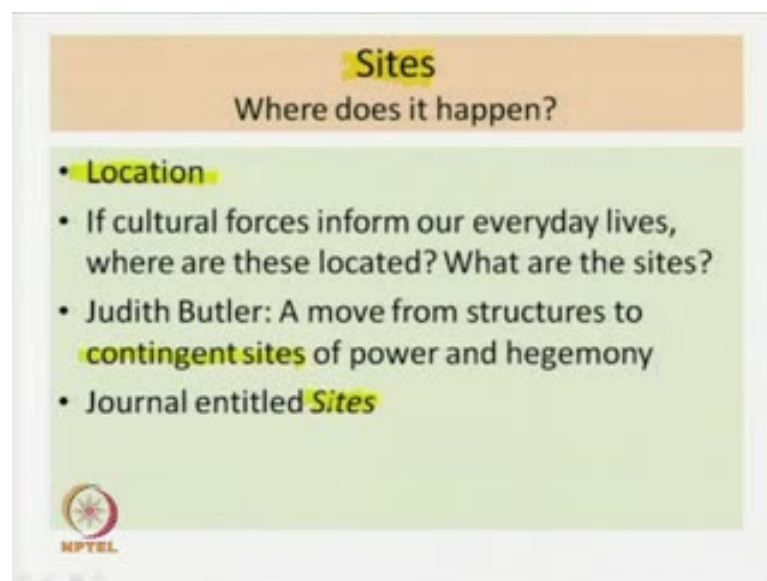 Sites
Where does it happen?
• Location
• If cultural forces inform our everyday lives,
where are these located? What are the sites?
• Judith Butler: A move from structures to
contingent sites of power and hegemony
• Journal entitled Sites
NPTEL